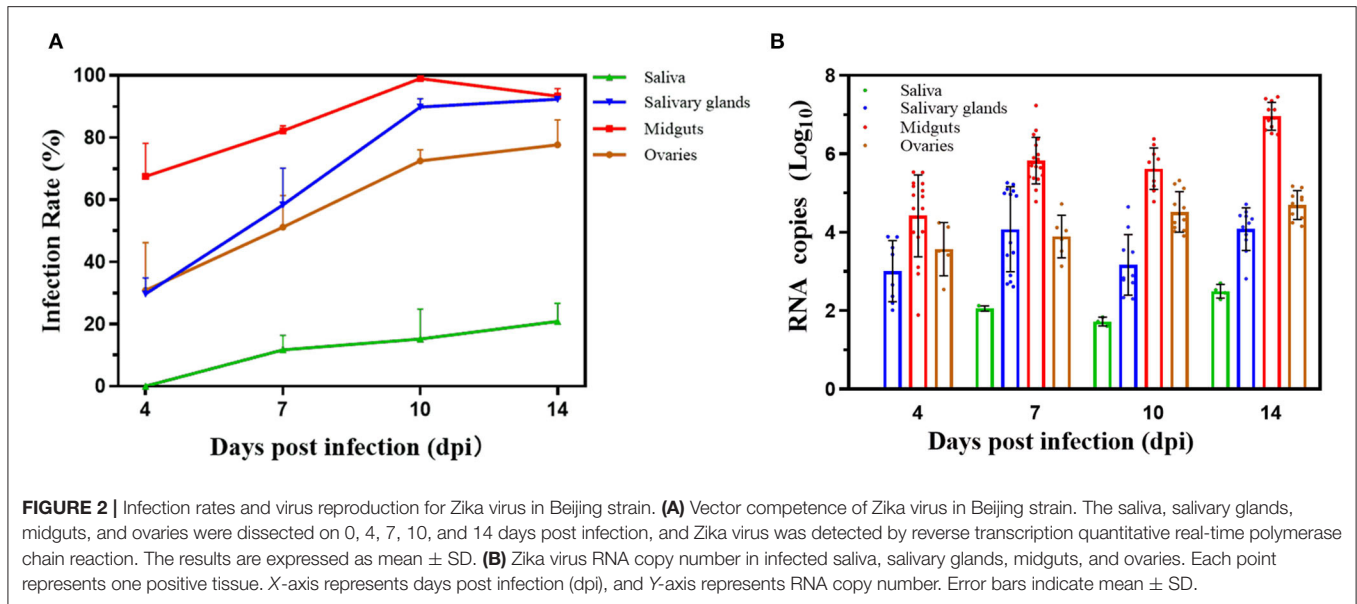 A
B
Infection Rate (%)
100
80
60
40
20
0
4 7 10 14
Days post infection (dpi）
Saliva
Salivary glands
Midguts
Ovaries
RNA copies (Log10)
8
6
4
2
0
Saliva
Salivary glands
Midguts
Ovaries
4 7 10 14
Days post infection (dpi)
FIGURE 2 | Infection rates and virus reproduction for Zika virus in Beijing strain. (A) Vector competence of Zika virus in Beijing strain. The saliva, salivary glands,
midguts, and ovaries were dissected on 0, 4, 7, 10, and 14 days post infection, and Zika virus was detected by reverse transcription quantitative real-time polymerase
chain reaction. The results are expressed as mean ± SD. (B) Zika virus RNA copy number in infected saliva, salivary glands, midguts, and ovaries. Each point
represents one positive tissue. X-axis represents days post infection (dpi), and Y-axis represents RNA copy number. Error bars indicate mean ± SD.